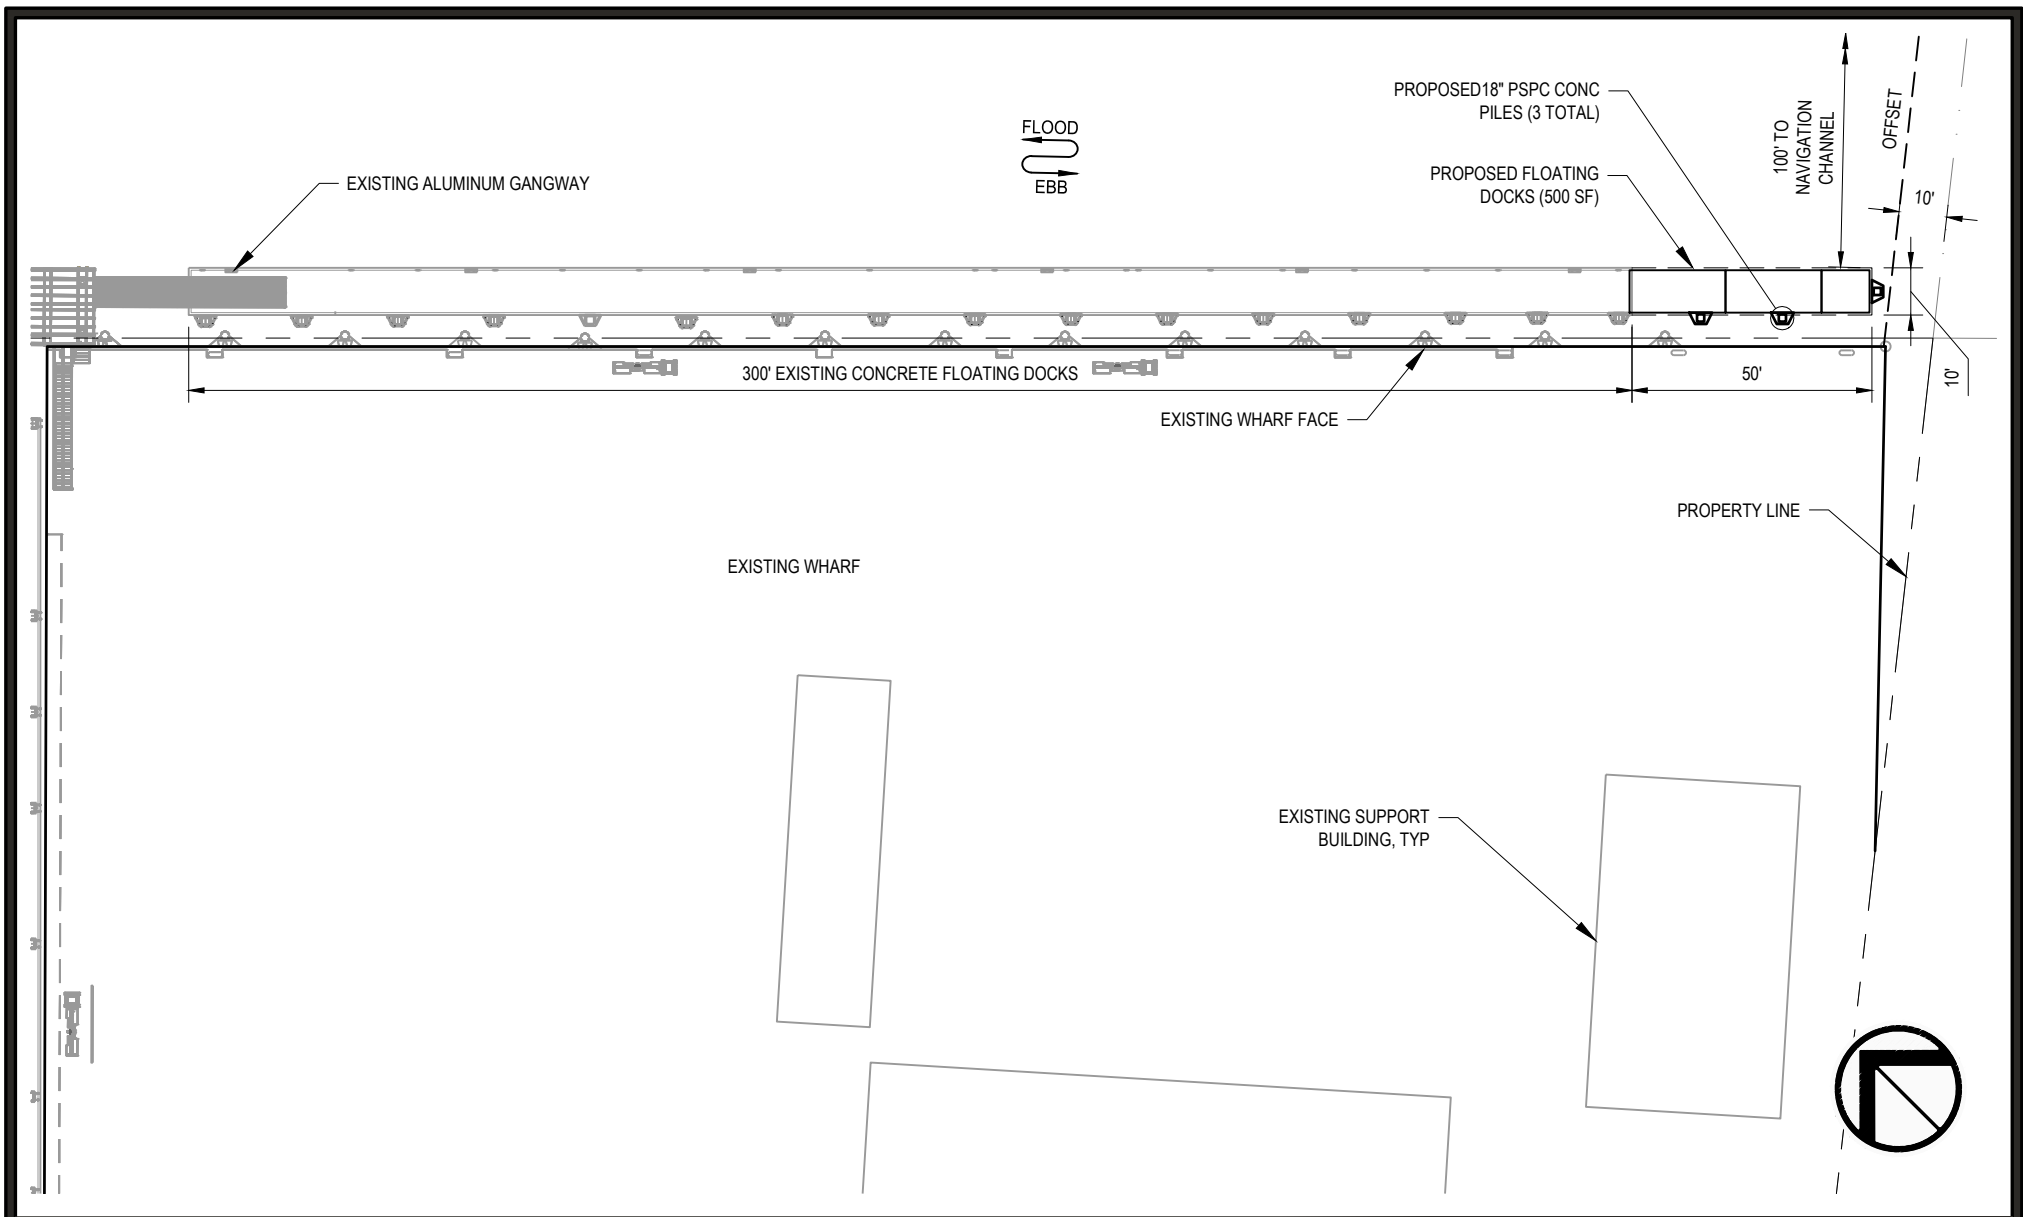 PROPOSED18" PSPC CONC
PILES (3 TOTAL)
100' TO
NAVIGATION
CHANNEL
OFFSET
FLOOD
EBB
EXISTING ALUMINUM GANGWAY
PROPOSED FLOATING
DOCKS (500 SF)
10'
300' EXISTING CONCRETE FLOATING DOCKS
50'
10'
EXISTING WHARF FACE
PROPERTY LINE
EXISTING WHARF
EXISTING SUPPORT
BUILDING, TYP